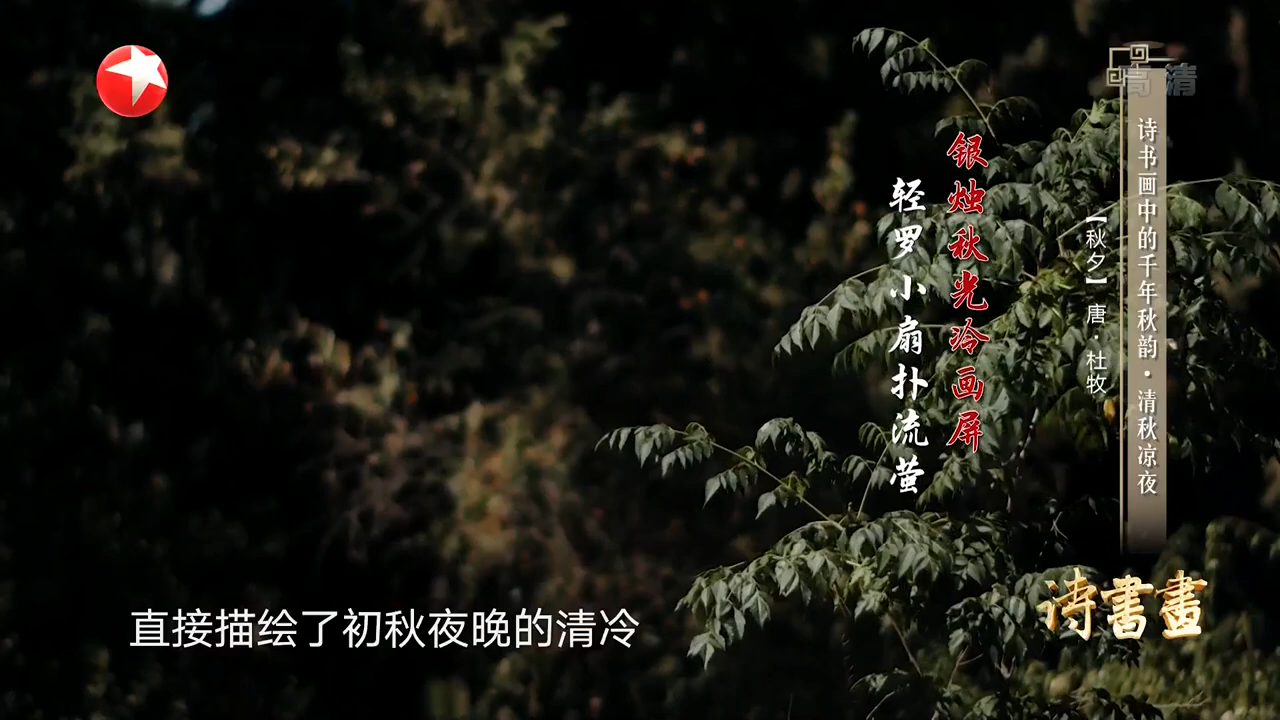 高清
诗书画中的千年秋韵·清秋凉夜
【秋夕】 唐·杜牧
银烛秋光冷画屏
轻罗小扇扑流萤
诗書畫
直接描绘了初秋夜晚的清冷